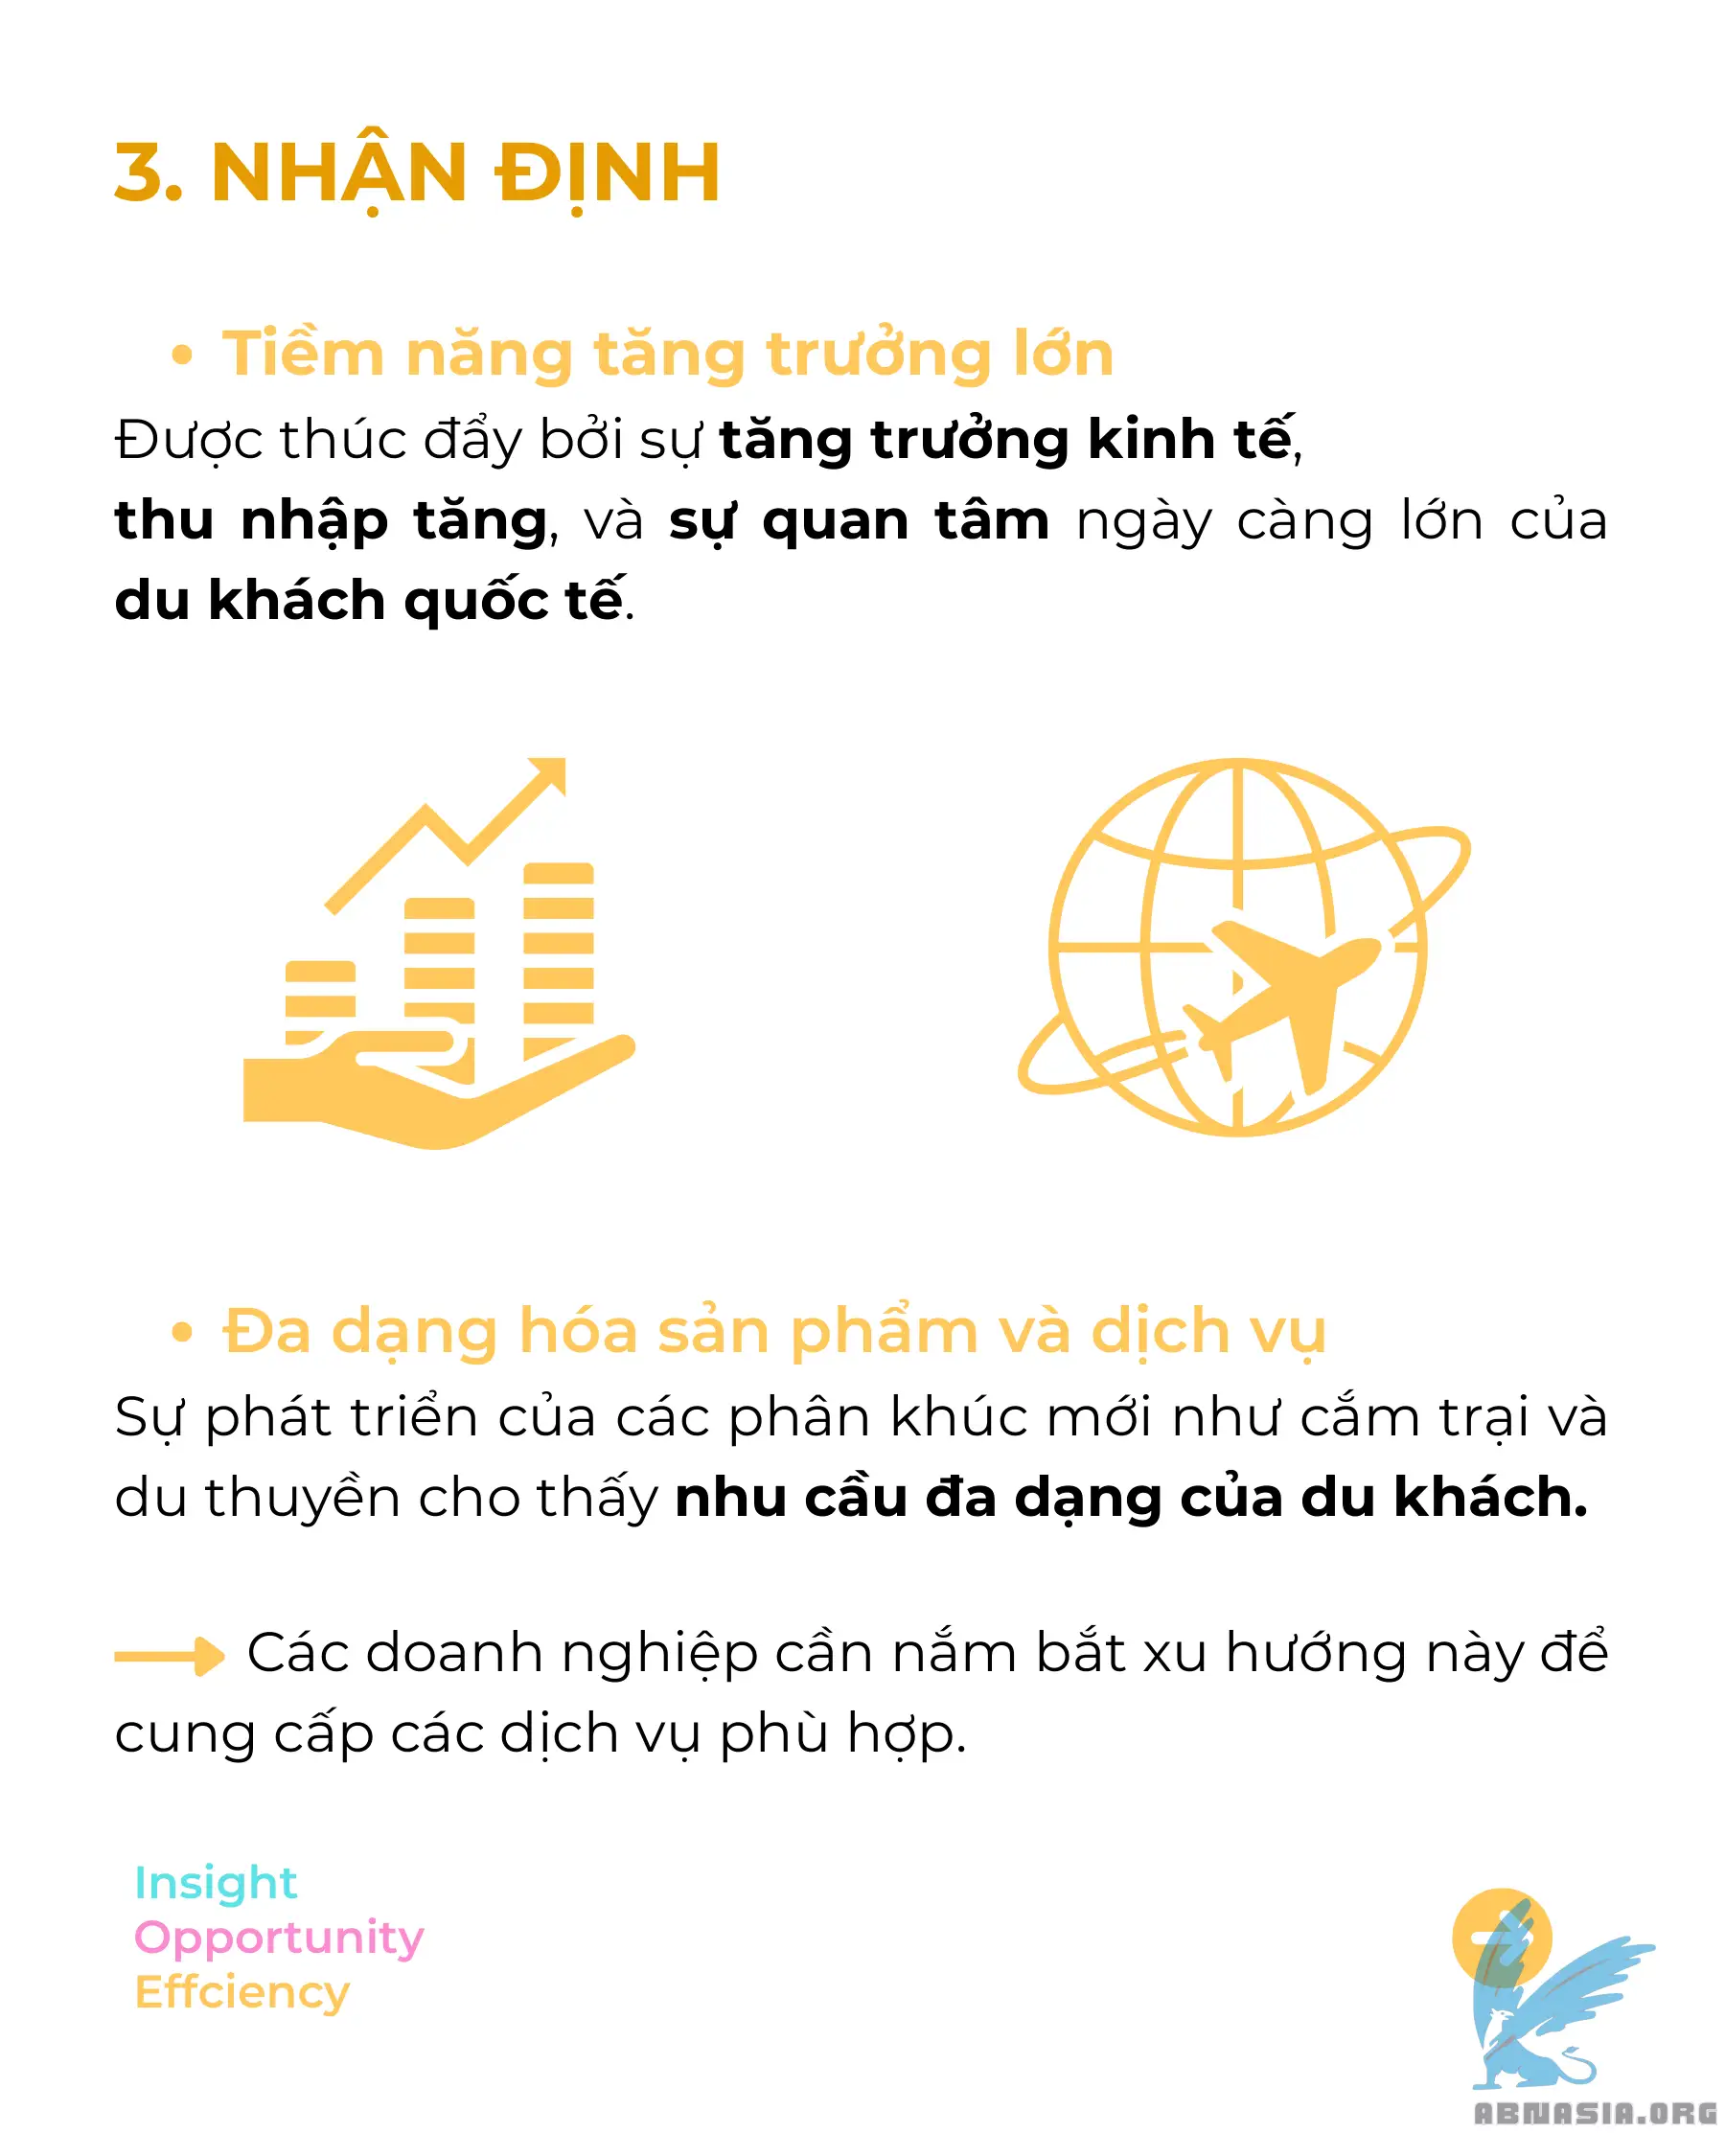 3. NHẬN ĐỊNH
• Tiềm năng tăng trưởng lớn
Được thúc đẩy bởi sự tăng trưởng kinh tế,
thu nhập tăng, và sự quan tâm ngày càng lớn của
du khách quốc tế.
• Đa dạng hóa sản phẩm và dịch vụ
Sự phát triển của các phân khúc mới như cắm trại và
du thuyền cho thấy nhu cầu đa dạng của du khách.
Các doanh nghiệp cần nắm bắt xu hướng này để
cung cấp các dịch vụ phù hợp.
Insight
Opportunity
Effciency
ABNASIA.ORG